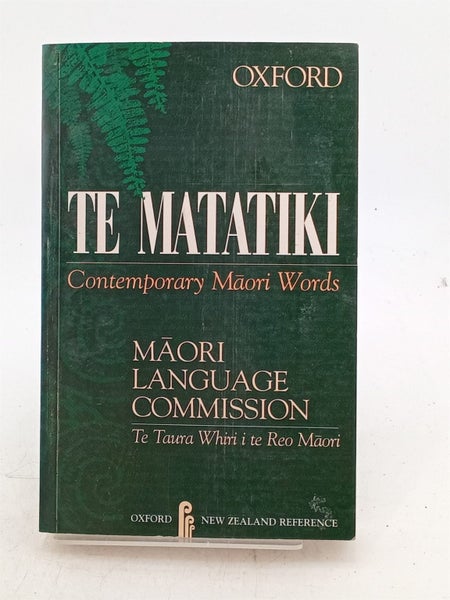 OXFORD
TE MATATIKI
Contemporary Māori Words
MĀORI
LANGUAGE
COMMISSION
Te Taura Whiri i te Reo Māori
OXFORD NEW ZEALAND REFERENCE